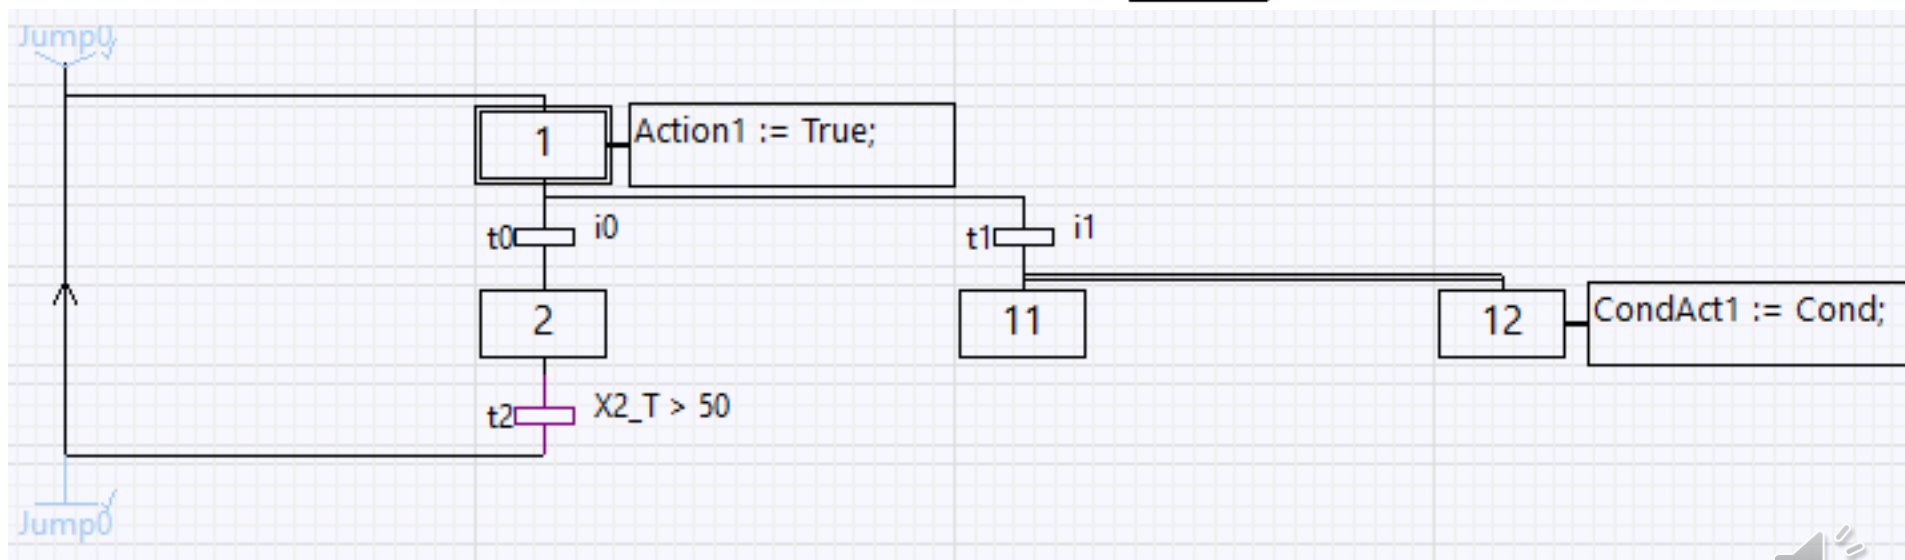 Jump0
1
Action1 := True;
t0
i0
t1
i1
2
11
12
CondAct1 := Cond;
t2
X2_T > 50
Jump0